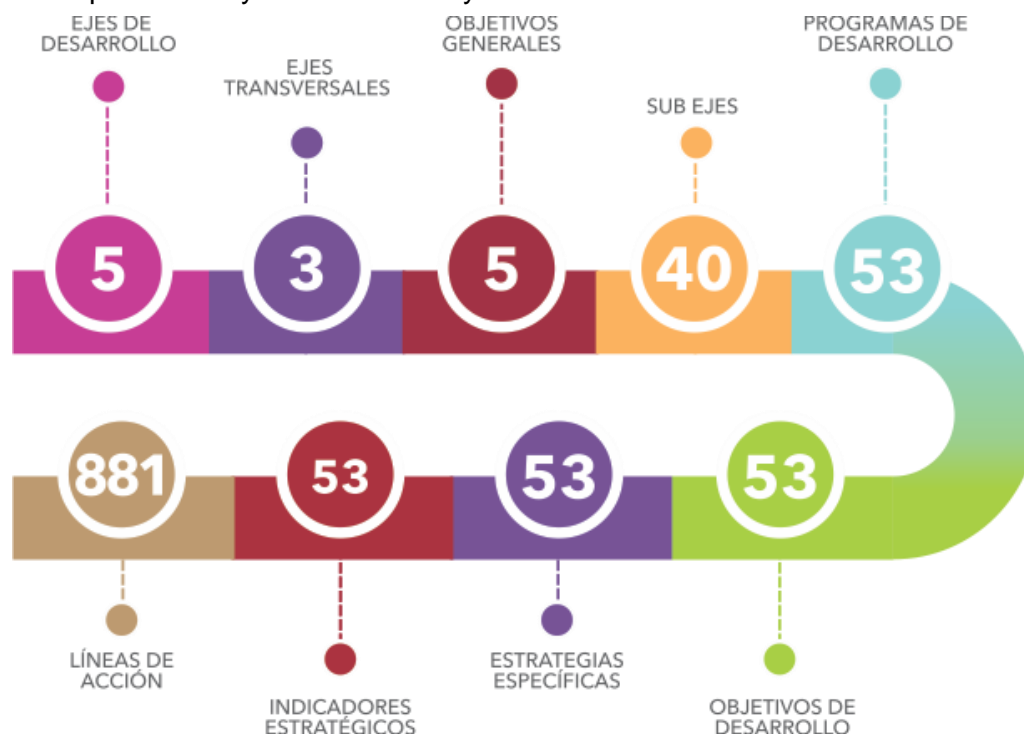 EJES DE
DESARROLLO
EJES
TRANSVERSALES
OBJETIVOS
GENERALES
SUB EJES
PROGRAMAS DE
DESARROLLO
5
3
5
40
53
881
53
53
53
LÍNEAS DE
ACCIÓN
INDICADORES
ESTRATÉGICOS
ESTRATEGIAS
ESPECÍFICAS
OBJETIVOS DE
DESARROLLO